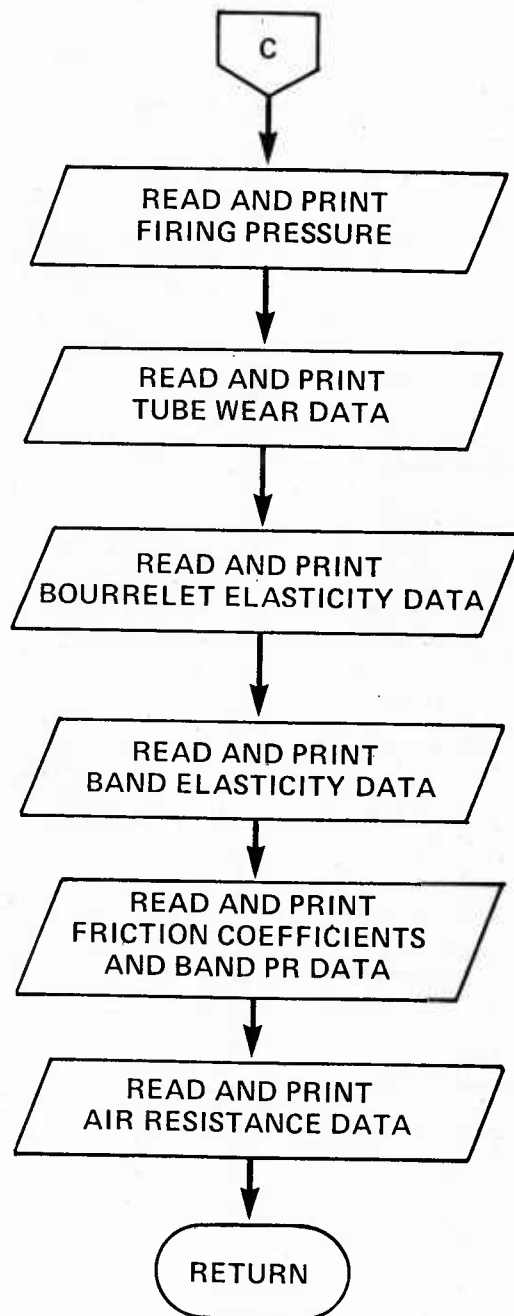 C
READ AND PRINT
FIRING PRESSURE
READ AND PRINT
TUBE WEAR DATA
READ AND PRINT
BOURRELET ELASTICITY DATA
READ AND PRINT
BAND ELASTICITY DATA
READ AND PRINT
FRICTION COEFFICIENTS
AND BAND PR DATA
READ AND PRINT
AIR RESISTANCE DATA
RETURN